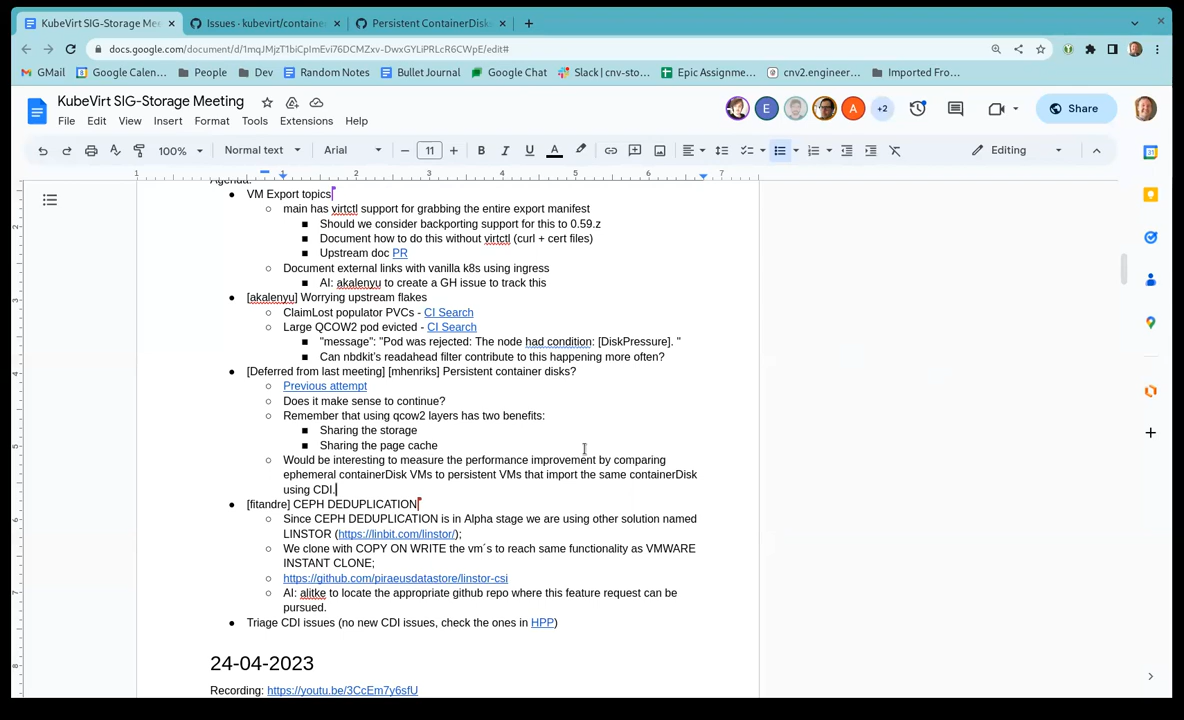 KubeVirt SIG-Storage Mee
Issues - kubevirt/container
Persistent ContainerDisk
docs.google.com/document/d/1mqJMjzT1biCpImEvi76DCMZxv-DwxGYLiPRLcR6CWpE/edit#
GMail
Google Calen...
People
Dev
Random Notes
Bullet Journal
Google Chat
Slack | cnv-sto...
Epic Assignme...
cnv2.engineer...
Imported Fro...
KubeVirt SIG-Storage Meeting
File Edit View Insert Format Tools Extensions Help
E
A
+2
Share
100%
Normal text
Arial
11
B I U A
Editing
1 1 2 3 4 5 6 7
Agenda:
● VM Export topics
○ main has virtctl support for grabbing the entire export manifest
■ Should we consider backporting support for this to 0.59.z
■ Document how to do this without virtctl (curl + cert files)
■ Upstream doc PR
○ Document external links with vanilla k8s using ingress
■ AI: akalenyu to create a GH issue to track this
● [akalenyu] Worrying upstream flakes
○ ClaimLost populator PVCs - CI Search
○ Large QCOW2 pod evicted - CI Search
■ "message": "Pod was rejected: The node had condition: [DiskPressure]. "
■ Can nbdkit's readahead filter contribute to this happening more often?
● [Deferred from last meeting] [mhenriks] Persistent container disks?
○ Previous attempt
○ Does it make sense to continue?
○ Remember that using qcow2 layers has two benefits:
■ Sharing the storage
■ Sharing the page cache
○ Would be interesting to measure the performance improvement by comparing
ephemeral containerDisk VMs to persistent VMs that import the same containerDisk
using CDI.
● [fitandre] CEPH DEDUPLICATION
○ Since CEPH DEDUPLICATION is in Alpha stage we are using other solution named
LINSTOR (https://linbit.com/linstor/);
○ We clone with COPY ON WRITE the vm´s to reach same functionality as VMWARE
INSTANT CLONE;
○ https://github.com/piraeusdatastore/linstor-csi
○ AI: alitke to locate the appropriate github repo where this feature request can be
pursued.
● Triage CDI issues (no new CDI issues, check the ones in HPP)
24-04-2023
Recording: https://youtu.be/3CcEm7y6sfU